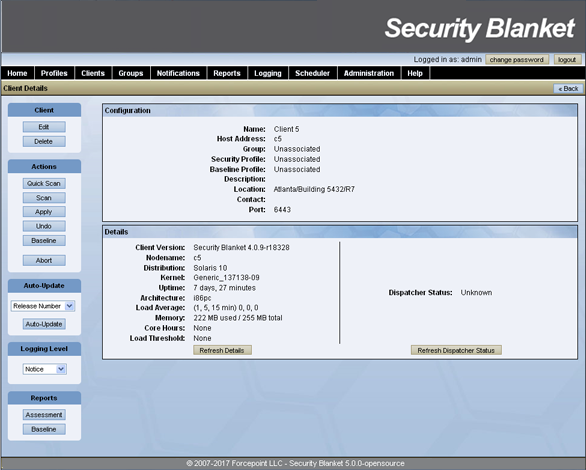 Security Blanket
Logged in as: admin change password logout
Home Profiles Clients Groups Notifications Reports Logging Scheduler Administration Help
Client Details < Back
Client
Edit
Delete
Actions
Quick Scan
Scan
Apply
Undo
Baseline
Abort
Auto-Update
Release Number
Auto-Update
Logging Level
Notice
Reports
Assessment
Baseline
Configuration
Name: Client 5
Host Address: c5
Group: Unassociated
Security Profile: Unassociated
Baseline Profile: Unassociated
Description:
Location: Atlanta/Building 5432/R7
Contact:
Port: 6443
Details
Client Version: Security Blanket 4.0.9-r18328
Nodename: c5
Distribution: Solaris 10
Kernel: Generic_137138-09
Uptime: 7 days, 27 minutes
Architecture: i86pc
Load Average: (1, 5, 15 min) 0, 0, 0
Memory: 222 MB used / 255 MB total
Core Hours: None
Load Threshold: None
Refresh Details
Dispatcher Status: Unknown
Refresh Dispatcher Status
© 2007-2017 Forcepoint LLC - Security Blanket 5.0.0-opensource